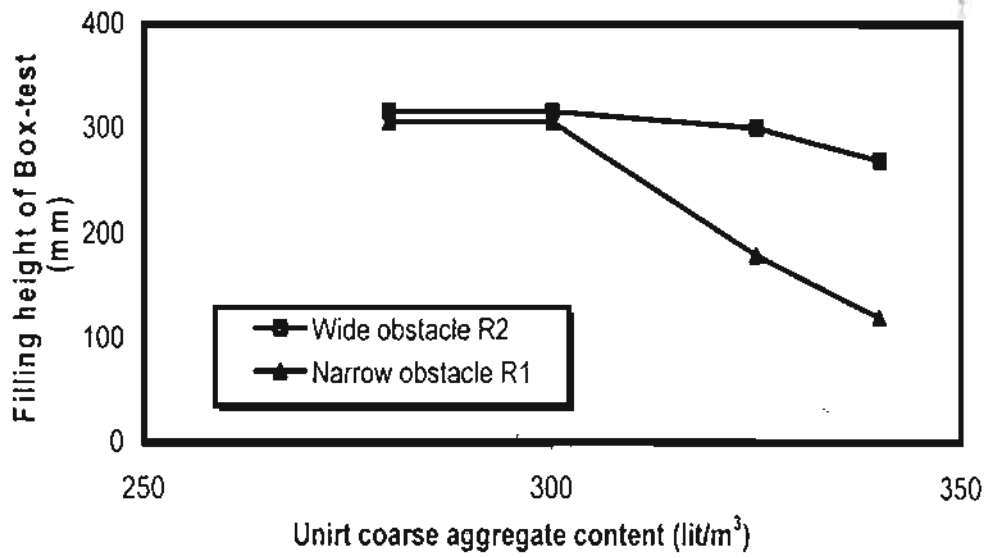 400
300
200
100
0
Filling height of Box-test
(mm)
Wide obstacle R2
Narrow obstacle R1
250 300 350
Unirt coarse aggregate content (lit/m³)